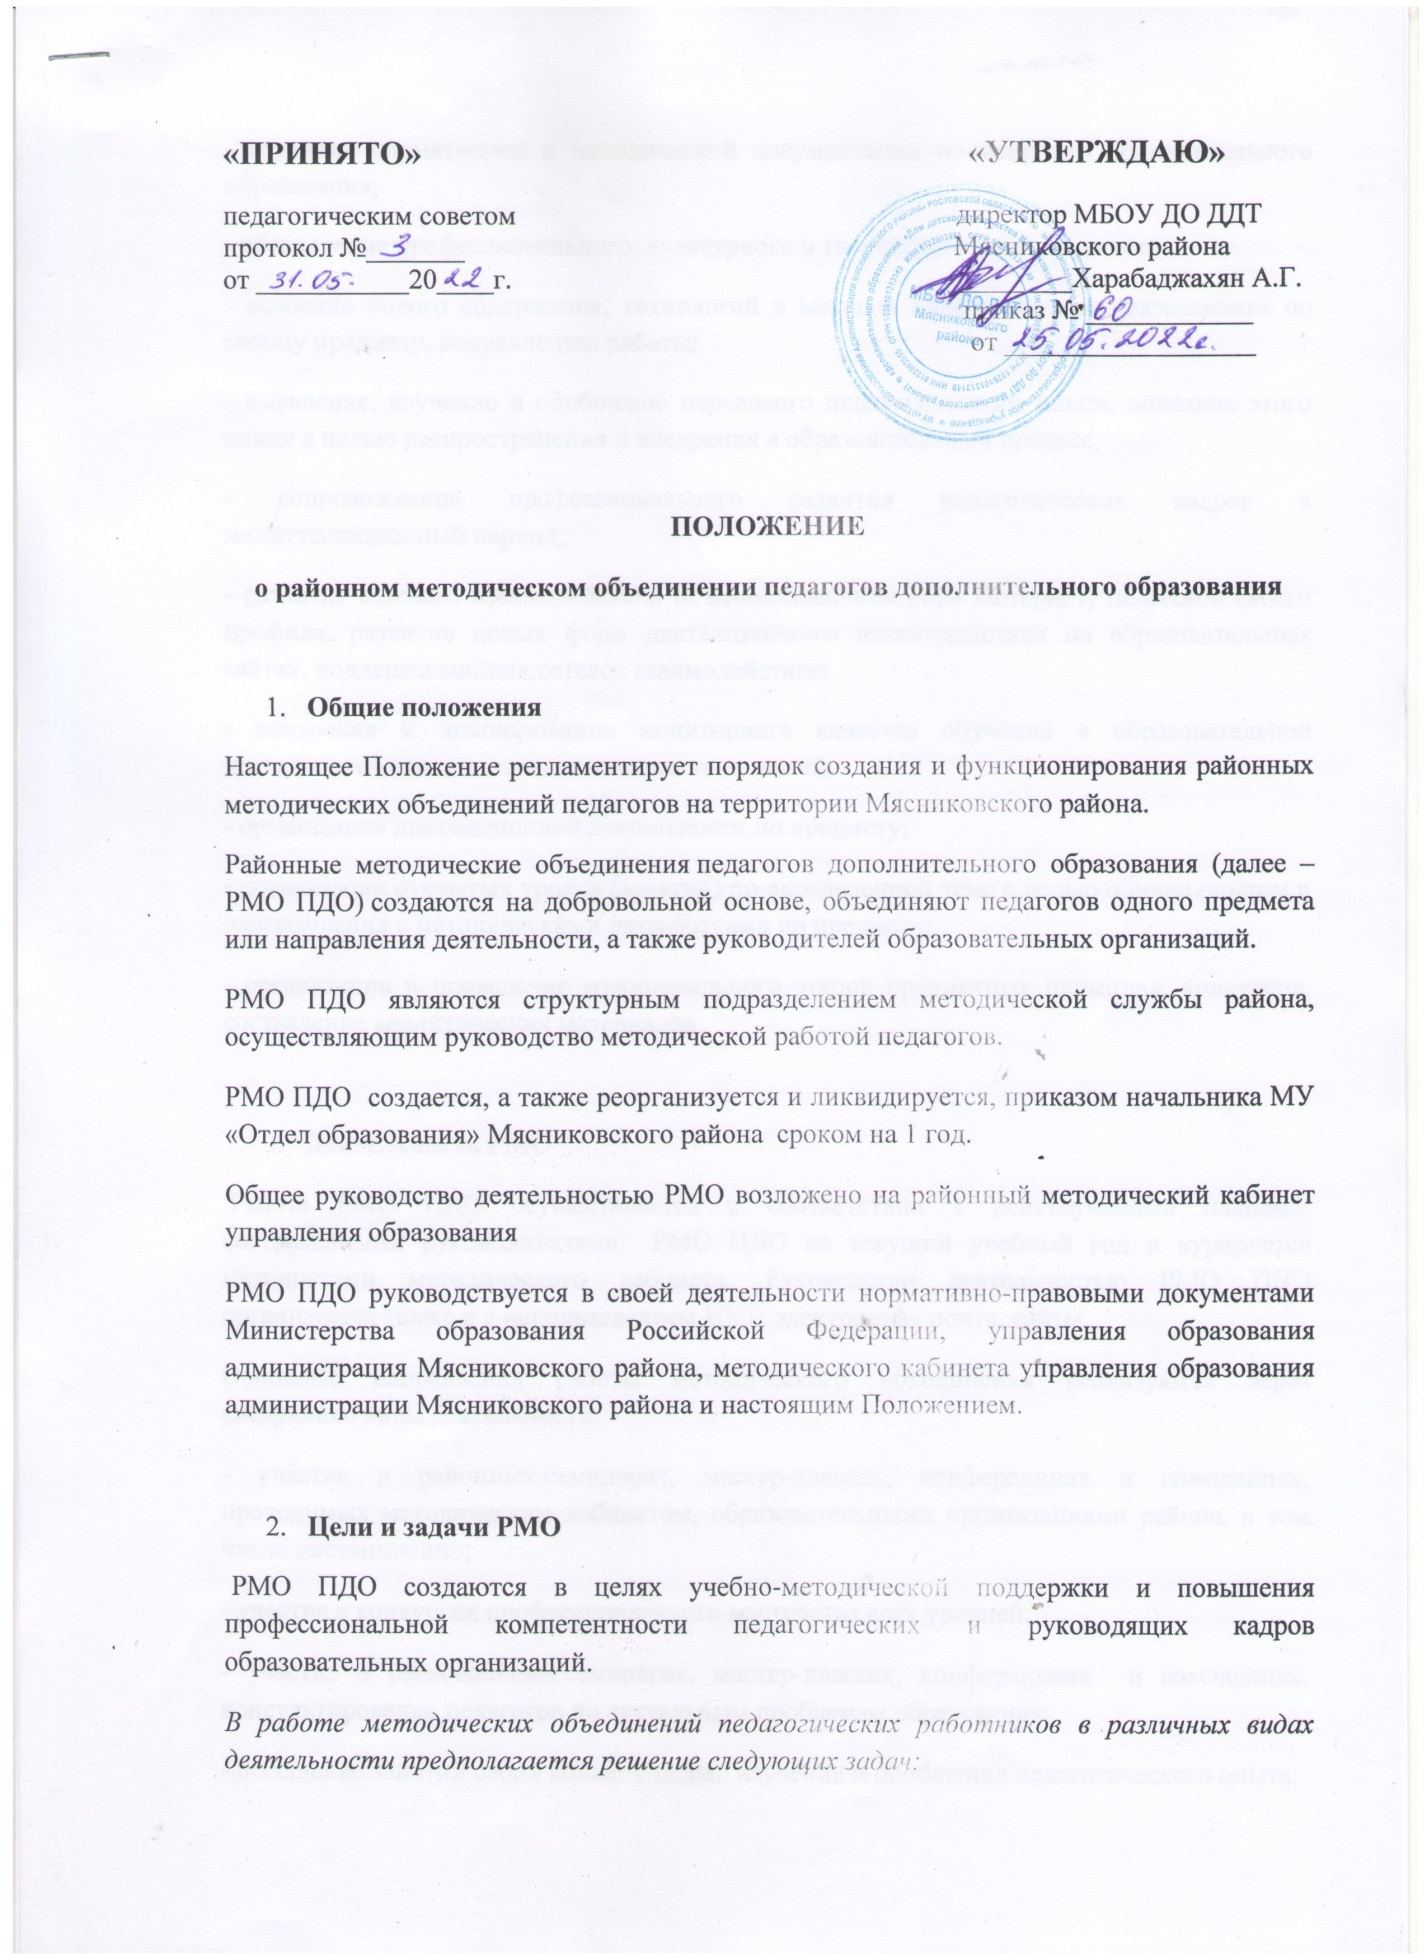 «ПРИНЯТО»
педагогическим советом
протокол № 3
от 31.05. 2022 г.
«УТВЕРЖДАЮ»
директор МБОУ ДО ДДТ
Мясниковского района
Харабаджахян А.Г.
приказ № 60
от 25.05.2022г.
МБОУ ДО ДДТ
Мясниковского
района
ПОЛОЖЕНИЕ
о районном методическом объединении педагогов дополнительного образования
1. Общие положения
Настоящее Положение регламентирует порядок создания и функционирования районных
методических объединений педагогов на территории Мясниковского района.
Районные методические объединения педагогов дополнительного образования (далее –
РМО ПДО) создаются на добровольной основе, объединяют педагогов одного предмета
или направления деятельности, а также руководителей образовательных организаций.
РМО ПДО являются структурным подразделением методической службы района,
осуществляющим руководство методической работой педагогов.
РМО ПДО создается, а также реорганизуется и ликвидируется, приказом начальника МУ
«Отдел образования» Мясниковского района сроком на 1 год.
Общее руководство деятельностью РМО возложено на районный методический кабинет
управления образования
РМО ПДО руководствуется в своей деятельности нормативно-правовыми документами
Министерства образования Российской Федерации, управления образования
администрация Мясниковского района, методического кабинета управления образования
администрации Мясниковского района и настоящим Положением.
2. Цели и задачи РМО
РМО ПДО создаются в целях учебно-методической поддержки и повышения
профессиональной компетентности педагогических и руководящих кадров
образовательных организаций.
В работе методических объединений педагогических работников в различных видах
деятельности предполагается решение следующих задач: